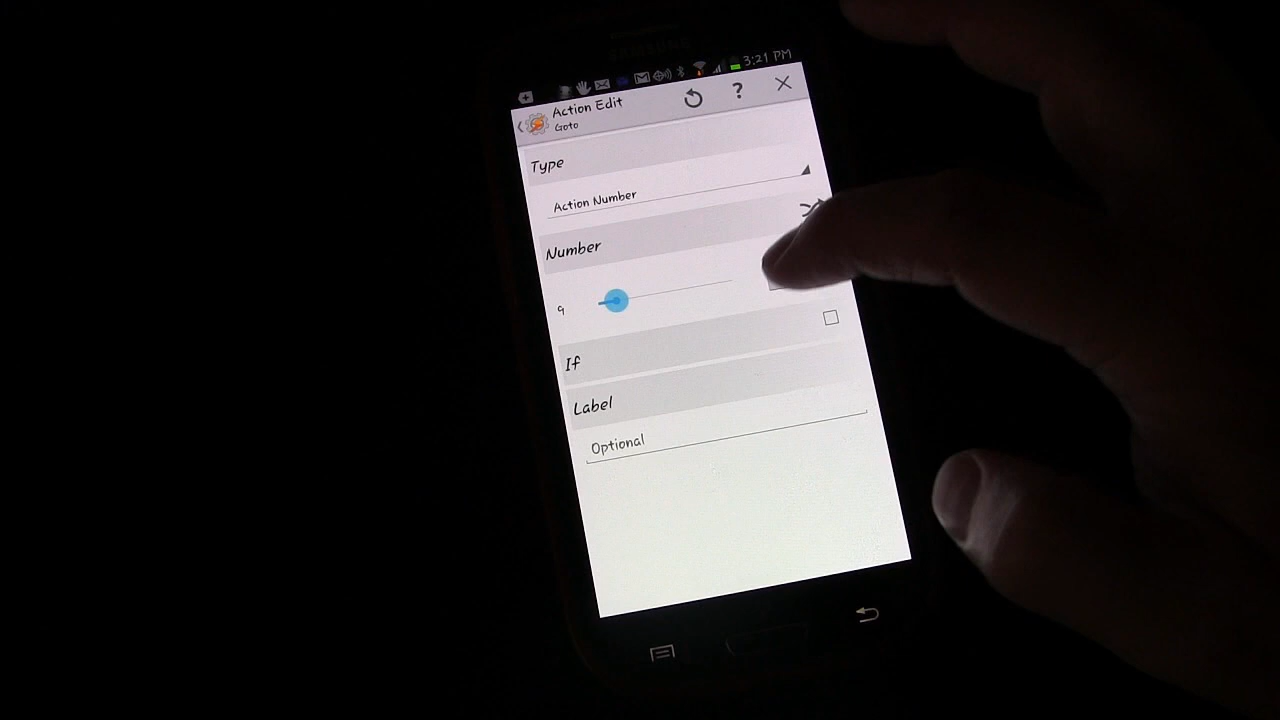 SAMSUNG
3:21 PM
Action Edit
Goto
?
Type
Action Number
Number
9
If
Label
Optional